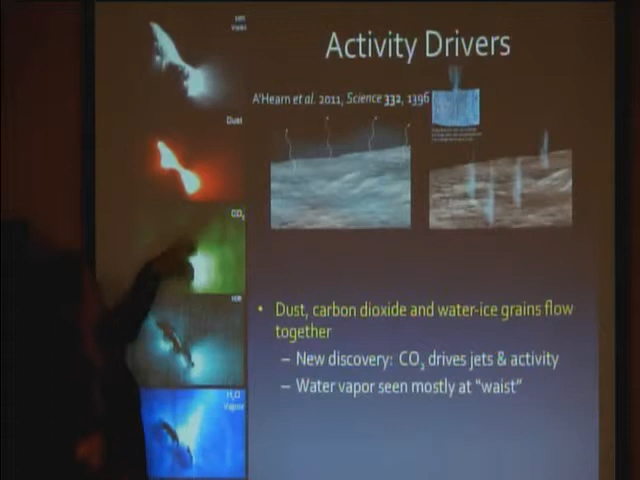 Activity Drivers
A'Hearn et al. 2011, Science 332, 1396
Dust
CO2
Ice
H2O
Vapor
• Dust, carbon dioxide and water-ice grains flow
together
– New discovery: CO2 drives jets & activity
– Water vapor seen mostly at "waist"